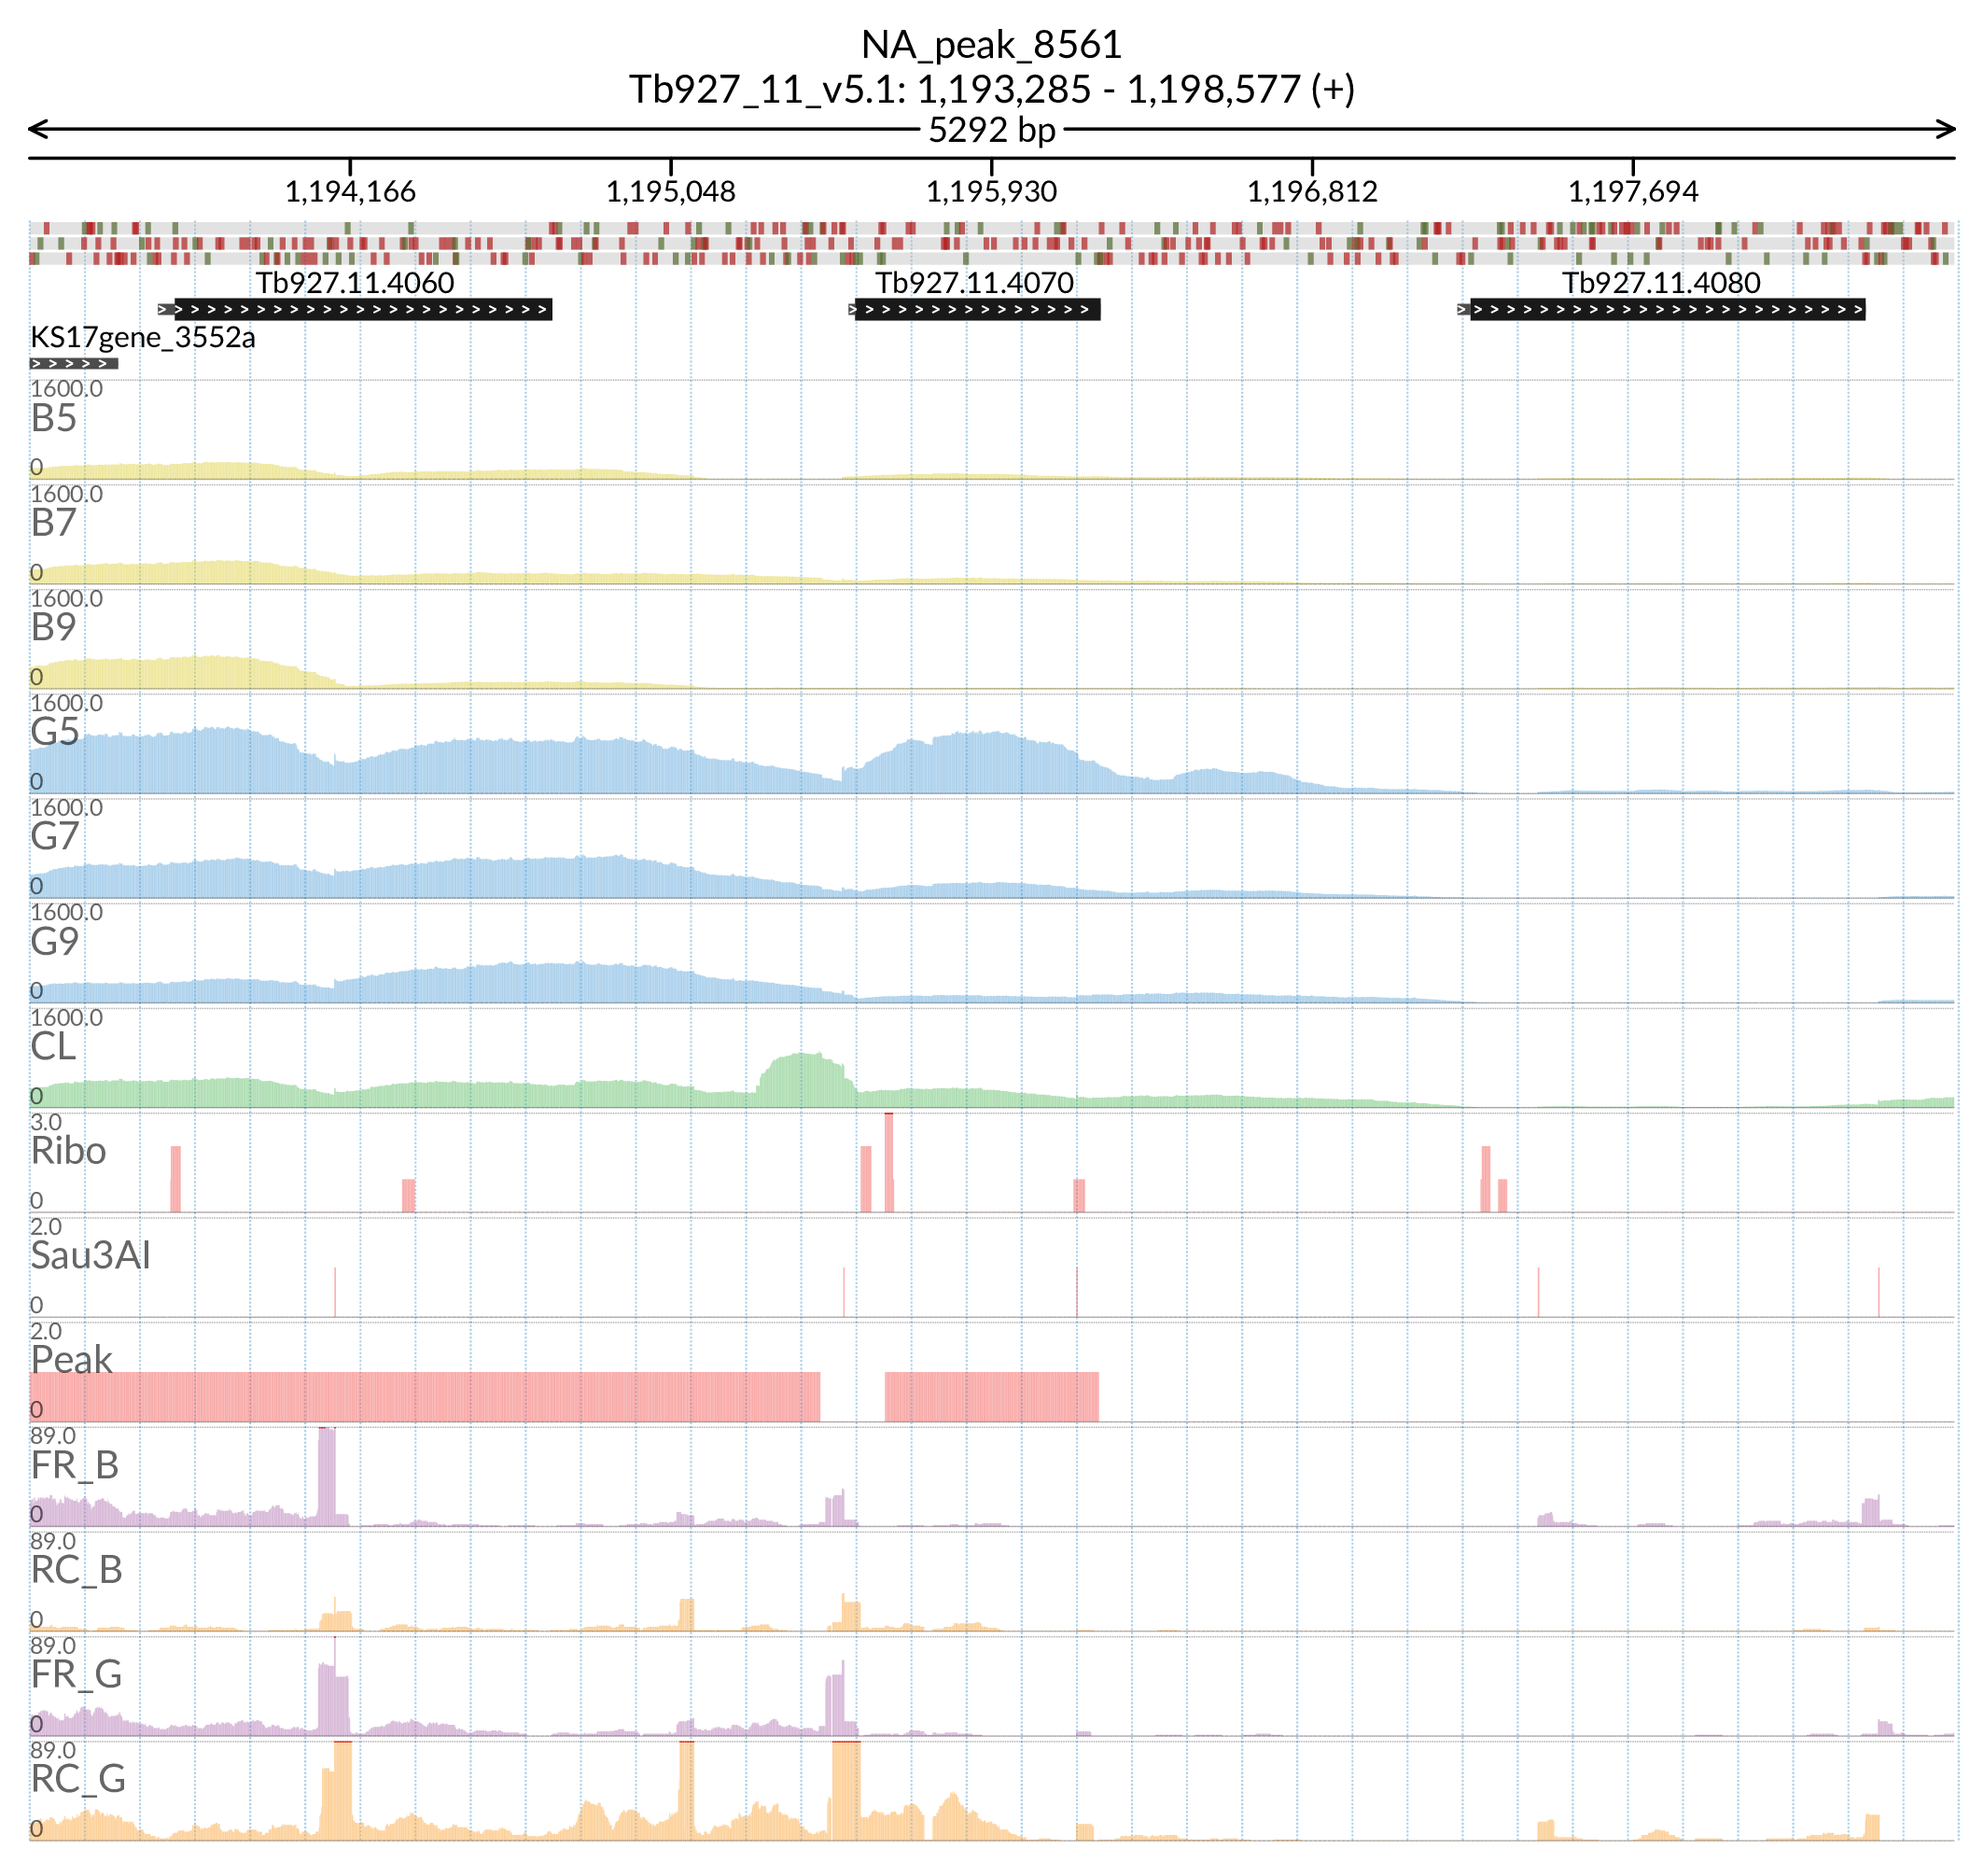 NA_peak_8561
Tb927_11_v5.1: 1,193,285 - 1,198,577 (+)
5292 bp
1,194,166 1,195,048 1,195,930 1,196,812 1,197,694
Tb927.11.4060 Tb927.11.4070 Tb927.11.4080
KS17gene_3552a
1600.0
B5
0
1600.0
B7
0
1600.0
B9
0
1600.0
G5
0
1600.0
G7
0
1600.0
G9
0
1600.0
CL
0
3.0
Ribo
0
2.0
Sau3AI
0
2.0
Peak
0
89.0
FR_B
0
89.0
RC_B
0
89.0
FR_G
0
89.0
RC_G
0